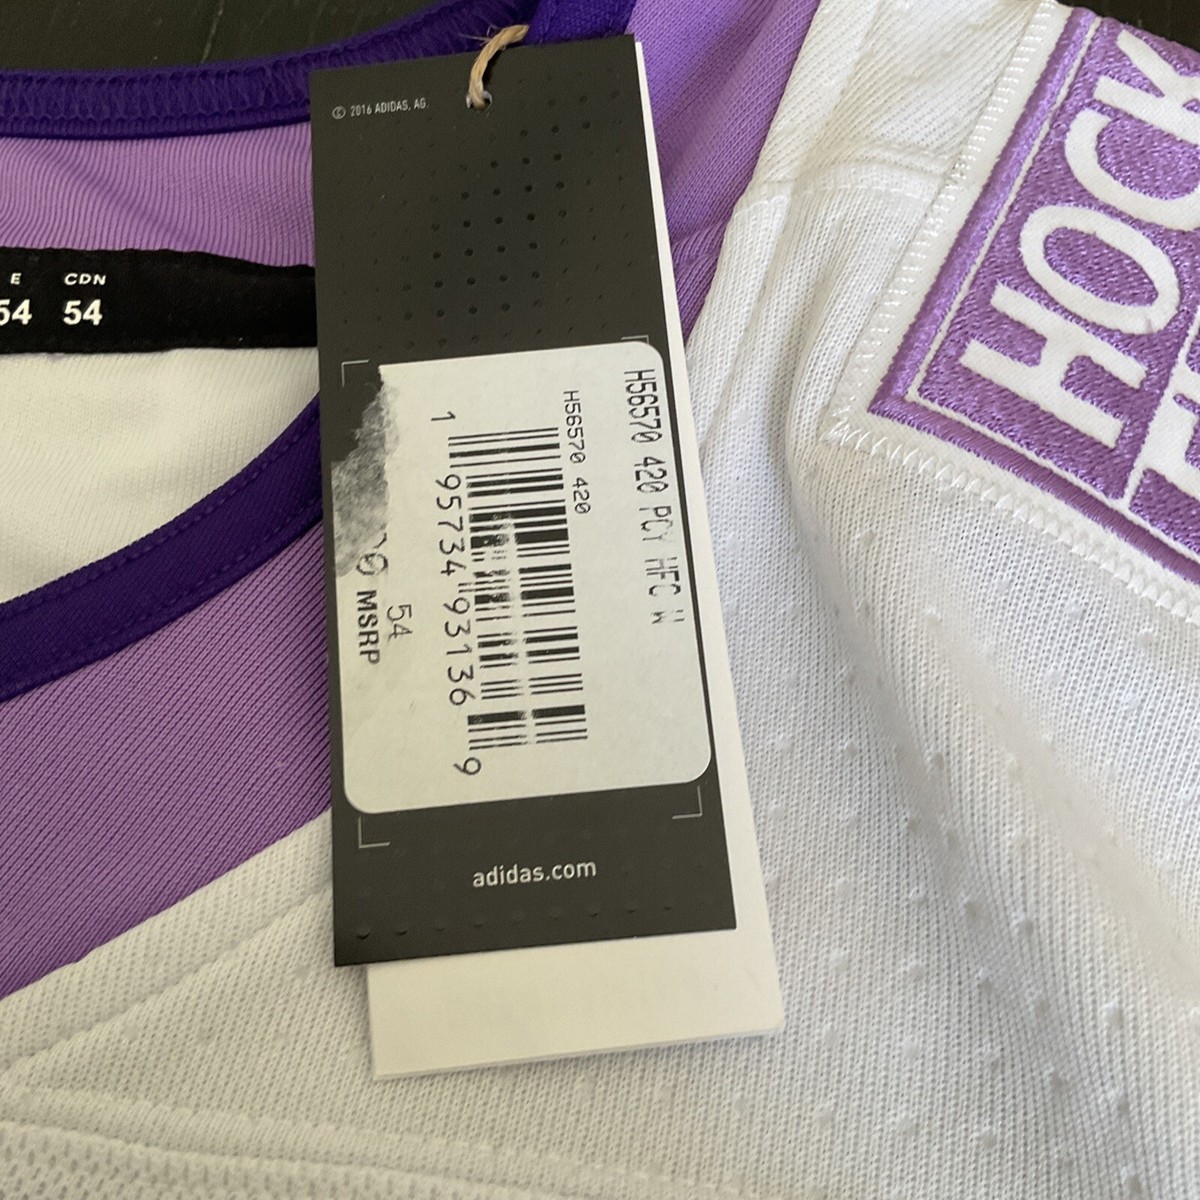 © 2016 ADIDAS, AG.
E CDN
54 54
HOCK
H56570 420 PCY HFC W
H56570 420
1 95734 93136 9
54
MSRP
adidas.com